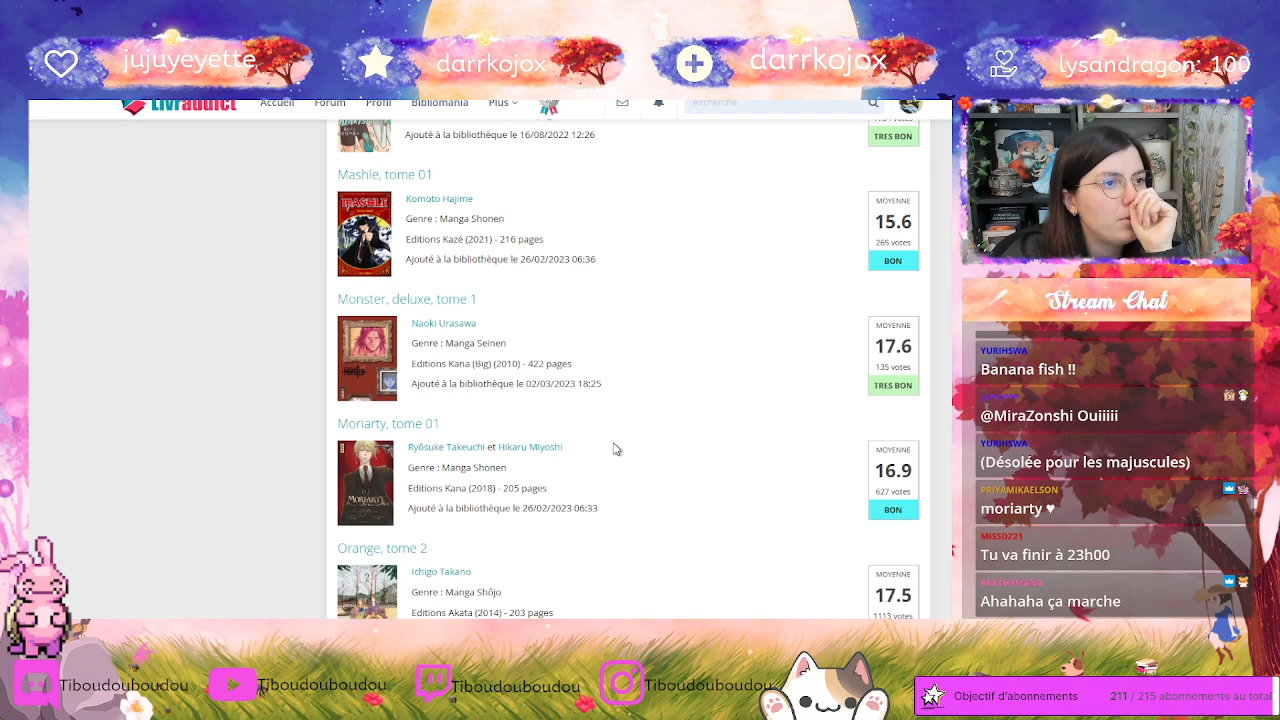 jujuyeyette
darrkojox
darrkojox
lysandragon: 100
Livraddict
Accueil
Forum
Profil
Bibliomania
Plus
Recherche
Ajouté à la bibliothèque le 16/08/2022 12:26
TRES BON
Mashle, tome 01
MASHLE
Komoto Hajime
Genre : Manga Shonen
Editions Kazé (2021) - 216 pages
Ajouté à la bibliothèque le 26/02/2023 06:36
MOYENNE
15.6
265 votes
BON
Monster, deluxe, tome 1
Naoki Urasawa
Genre : Manga Seinen
Editions Kana (Big) (2010) - 422 pages
Ajouté à la bibliothèque le 02/03/2023 18:25
MOYENNE
17.6
135 votes
TRES BON
Moriarty, tome 01
MORIARTY
Ryôsuke Takeuchi et Hikaru Miyoshi
Genre : Manga Shonen
Editions Kana (2018) - 205 pages
Ajouté à la bibliothèque le 26/02/2023 06:33
MOYENNE
16.9
627 votes
BON
Orange, tome 2
Ichigo Takano
Genre : Manga Shôjo
Editions Akata (2014) - 203 pages
MOYENNE
17.5
1113 votes
Stream Chat
YURIHSWA
Banana fish !!
@MiraZonshi Ouiiiii
YURIHSWA
(Désolée pour les majuscules)
PRIYAMIKAELSON
moriarty ♥
MISSDZ21
Tu va finir à 23h00
Ahahaha ça marche
Tiboudouboudou
Tiboudouboudou
Tiboudouboudou
Tiboudouboudou
Objectif d'abonnements
211 / 215 abonnements au total